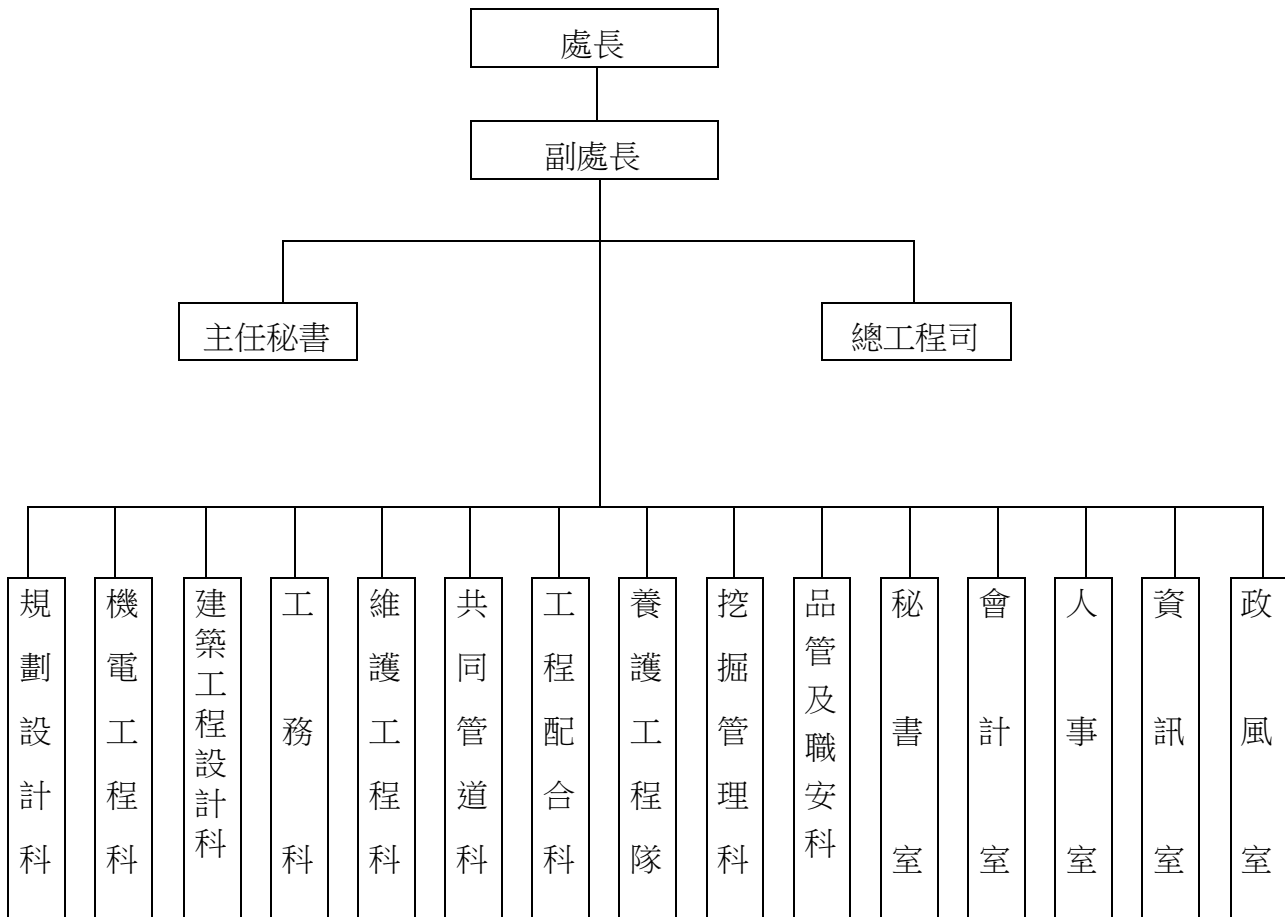 處長
副處長
主任秘書
總工程司
規劃設計科
機電工程科
建築工程設計科
工務科
維護工程科
共同管道科
工程配合科
養護工程隊
挖掘管理科
品管及職安科
秘書室
會計室
人事室
資訊室
政風室